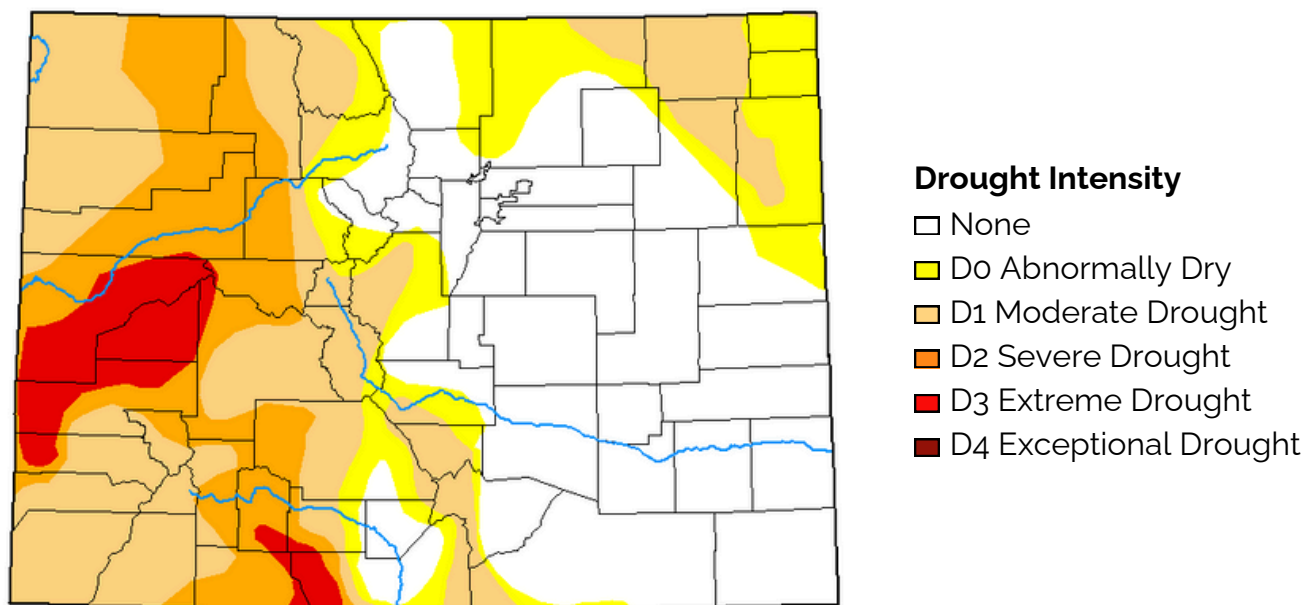 Drought Intensity
None
D0 Abnormally Dry
D1 Moderate Drought
D2 Severe Drought
D3 Extreme Drought
D4 Exceptional Drought